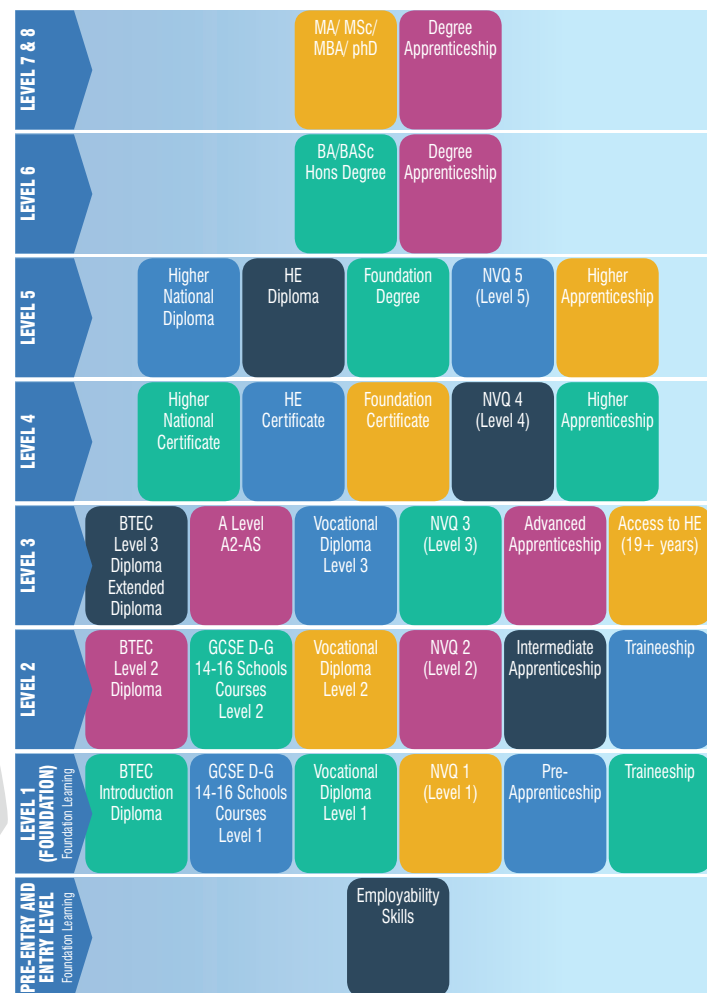 LEVEL 7 & 8
MA/ MSc/
MBA/ phD
Degree
Apprenticeship
LEVEL 6
BA/BASc
Hons Degree
Degree
Apprenticeship
LEVEL 5
Higher
National
Diploma
HE
Diploma
Foundation
Degree
NVQ 5
(Level 5)
Higher
Apprenticeship
LEVEL 4
Higher
National
Certificate
HE
Certificate
Foundation
Certificate
NVQ 4
(Level 4)
Higher
Apprenticeship
LEVEL 3
BTEC
Level 3
Diploma
Extended
Diploma
A Level
A2-AS
Vocational
Diploma
Level 3
NVQ 3
(Level 3)
Advanced
Apprenticeship
Access to HE
(19+ years)
LEVEL 2
BTEC
Level 2
Diploma
GCSE D-G
14-16 Schools
Courses
Level 2
Vocational
Diploma
Level 2
NVQ 2
(Level 2)
Intermediate
Apprenticeship
Traineeship
LEVEL 1
(FOUNDATION)
Foundation Learning
BTEC
Introduction
Diploma
GCSE D-G
14-16 Schools
Courses
Level 1
Vocational
Diploma
Level 1
NVQ 1
(Level 1)
Pre-
Apprenticeship
Traineeship
PRE-ENTRY AND
ENTRY LEVEL
Foundation Learning
Employability
Skills